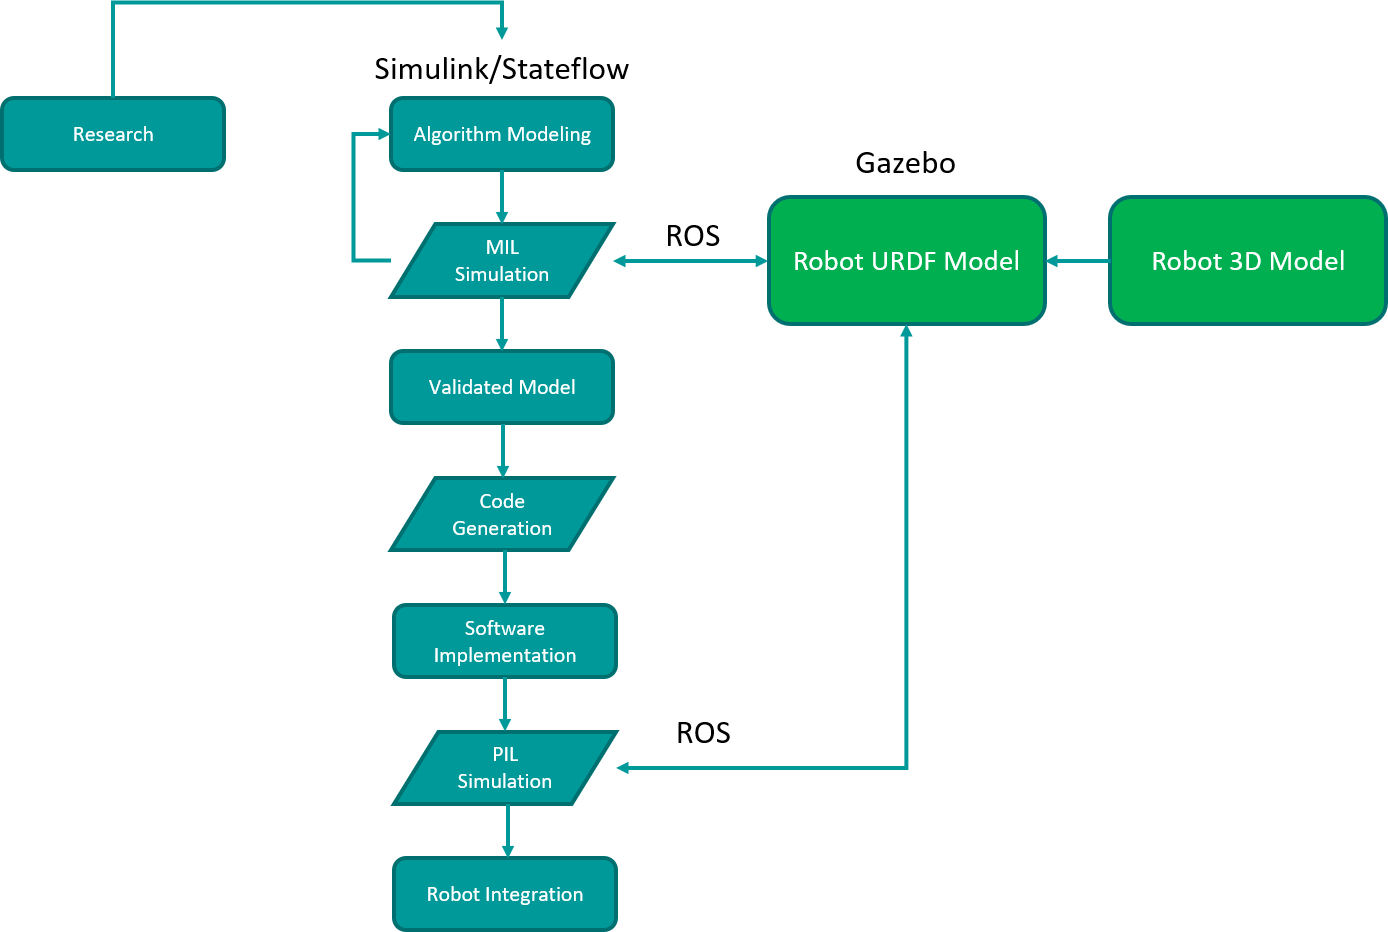 Simulink/Stateflow
Research
Algorithm Modeling
Gazebo
MIL
Simulation
ROS
Robot URDF Model
Robot 3D Model
Validated Model
Code
Generation
Software
Implementation
ROS
PIL
Simulation
Robot Integration